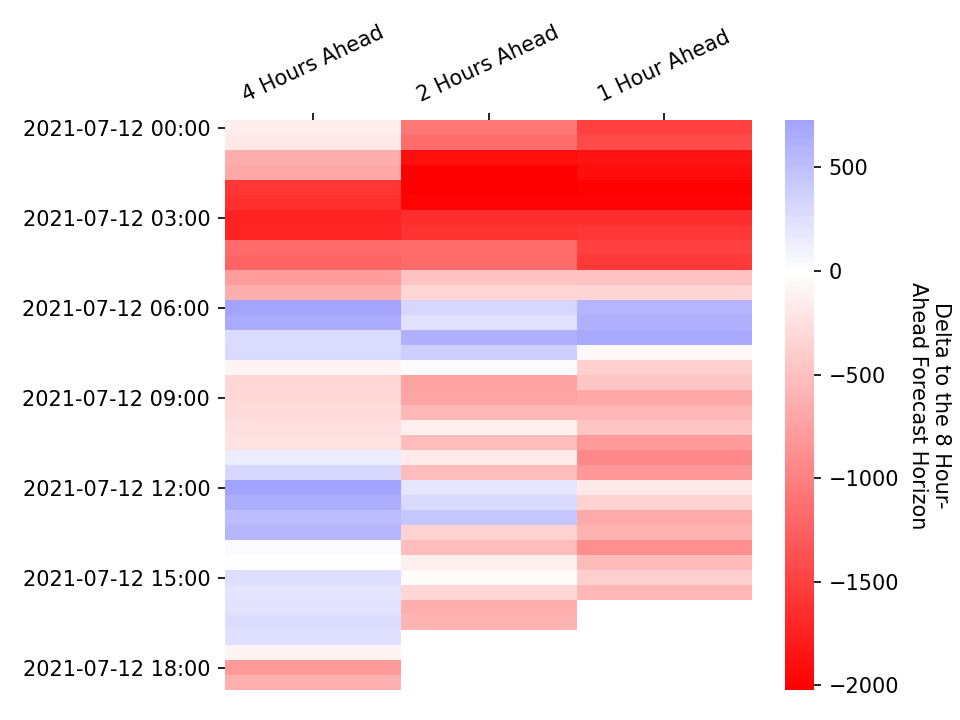 4 Hours Ahead
2 Hours Ahead
1 Hour Ahead
2021-07-12 00:00
2021-07-12 03:00
2021-07-12 06:00
2021-07-12 09:00
2021-07-12 12:00
2021-07-12 15:00
2021-07-12 18:00
500
0
−500
−1000
−1500
−2000
Delta to the 8 Hour-
Ahead Forecast Horizon